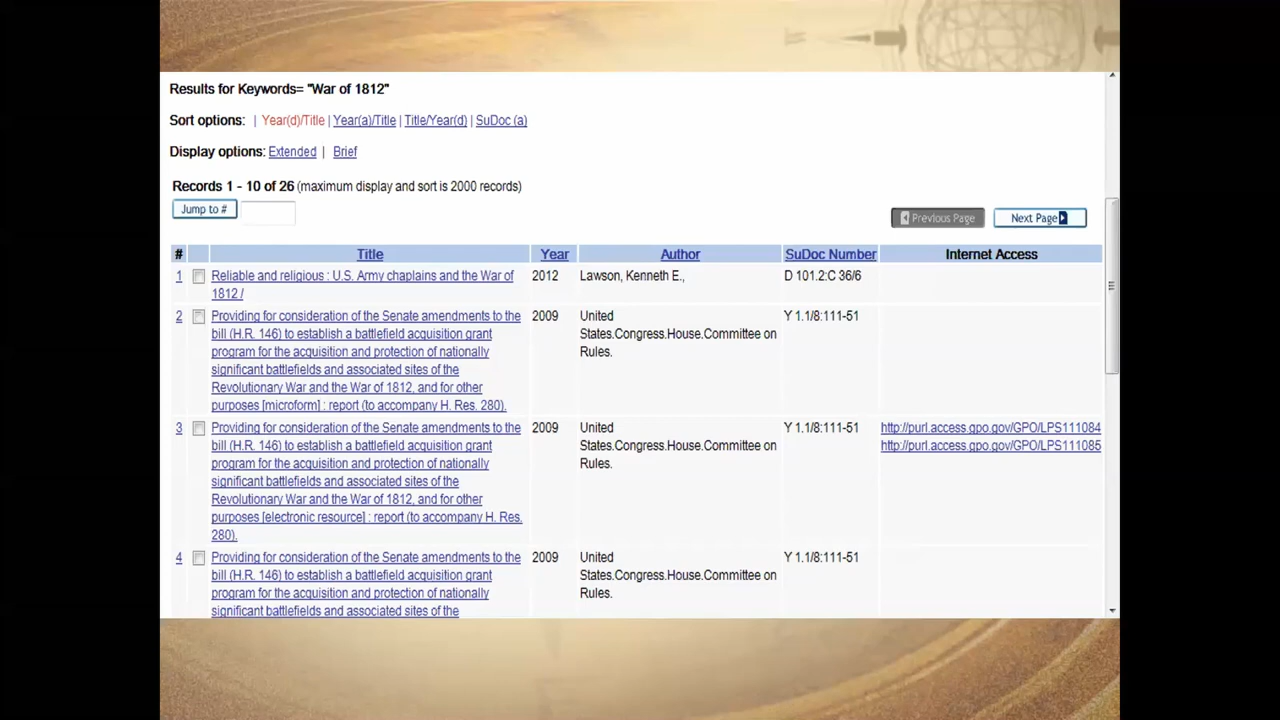 Results for Keywords= "War of 1812"
Sort options: | Year(d)/Title | Year(a)/Title | Title/Year(d) | SuDoc (a)
Display options: Extended | Brief
Records 1 - 10 of 26 (maximum display and sort is 2000 records)
Jump to #
Previous Page Next Page
# Title Year Author SuDoc Number Internet Access
1 Reliable and religious : U.S. Army chaplains and the War of 2012 Lawson, Kenneth E., D 101.2:C 36/6
1812 /
2 Providing for consideration of the Senate amendments to the 2009 United Y 1.1/8:111-51
bill (H.R. 146) to establish a battlefield acquisition grant States.Congress.House.Committee on
program for the acquisition and protection of nationally Rules.
significant battlefields and associated sites of the
Revolutionary War and the War of 1812, and for other
purposes [microform] : report (to accompany H. Res. 280).
3 Providing for consideration of the Senate amendments to the 2009 United Y 1.1/8:111-51 http://purl.access.gpo.gov/GPO/LPS111084
bill (H.R. 146) to establish a battlefield acquisition grant States.Congress.House.Committee on http://purl.access.gpo.gov/GPO/LPS111085
program for the acquisition and protection of nationally Rules.
significant battlefields and associated sites of the
Revolutionary War and the War of 1812, and for other
purposes [electronic resource] : report (to accompany H. Res.
280).
4 Providing for consideration of the Senate amendments to the 2009 United Y 1.1/8:111-51
bill (H.R. 146) to establish a battlefield acquisition grant States.Congress.House.Committee on
program for the acquisition and protection of nationally Rules.
significant battlefields and associated sites of the